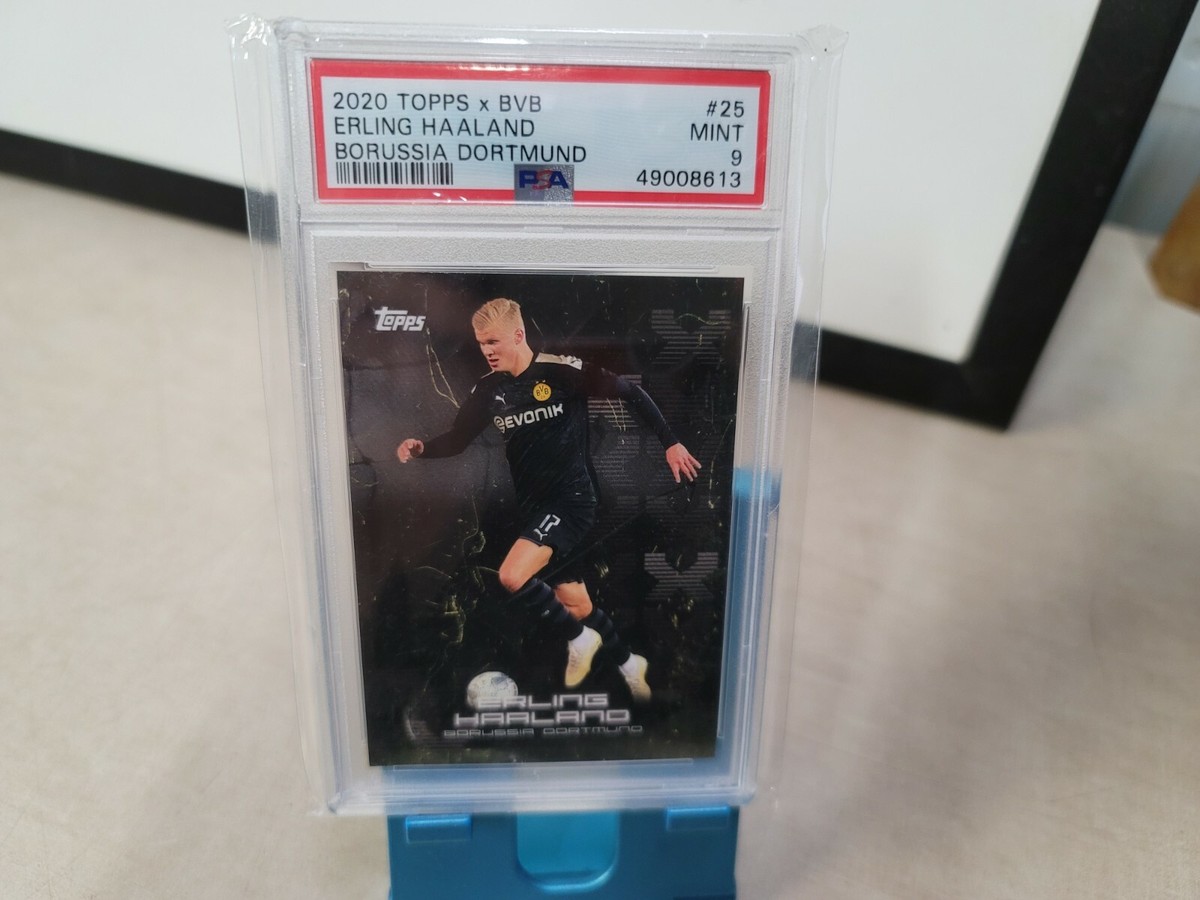 2020 TOPPS x BVB #25
ERLING HAALAND MINT
BORUSSIA DORTMUND 9
PSA 49008613
Topps
BVB
EVONIK
17
ERLING
HAALAND
BORUSSIA DORTMUND